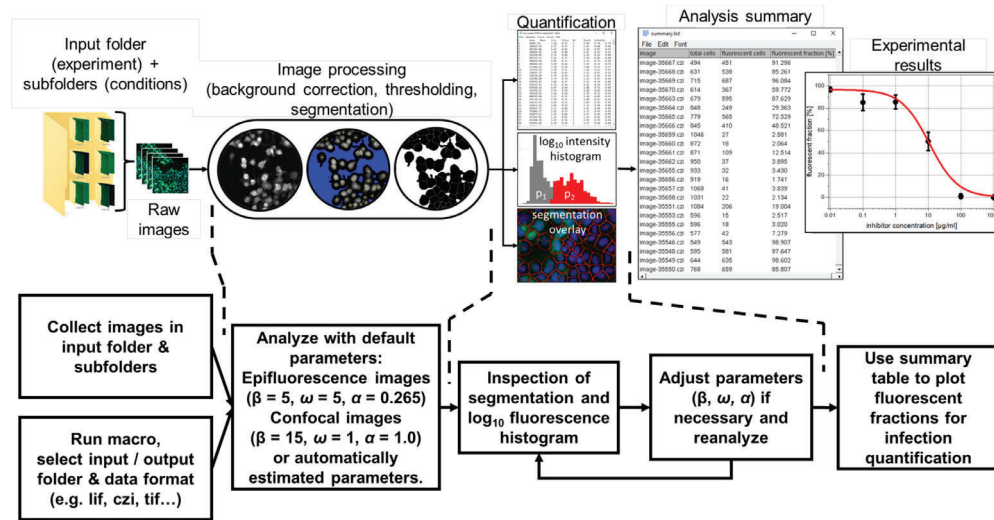 Input folder
(experiment) +
subfolders (conditions)
Raw
images
Image processing
(background correction, thresholding,
segmentation)
Quantification
log10 intensity
histogram
p1
p2
segmentation
overlay
Analysis summary
summary.txt
File Edit Font
image total cells fluorescent cells fluorescent fraction [%]
image-35667.czi 494 451 91.296
image-35668.czi 631 538 85.261
image-35669.czi 715 687 96.084
image-35670.czi 614 367 59.772
image-35663.czi 679 595 87.629
image-35664.czi 848 249 29.363
image-35665.czi 779 565 72.529
image-35666.czi 845 410 48.521
image-35659.czi 1046 27 2.581
image-35660.czi 872 18 2.064
image-35661.czi 871 109 12.514
image-35662.czi 950 37 3.895
image-35655.czi 933 32 3.430
image-35656.czi 919 16 1.741
image-35657.czi 1068 41 3.839
image-35658.czi 1031 22 2.134
image-35551.czi 1084 206 19.004
image-35553.czi 596 15 2.517
image-35555.czi 596 18 3.020
image-35556.czi 577 42 7.279
image-35546.czi 549 543 98.907
image-35548.czi 595 581 97.647
image-35549.czi 644 635 98.602
image-35550.czi 768 659 85.807
Experimental
results
fluorescent fraction [%]
100
80
60
40
20
0
0.01 0.1 1 10 100
inhibitor concentration [µg/ml]
Collect images in
input folder &
subfolders
Run macro,
select input / output
folder & data format
(e.g. lif, czi, tif…)
Analyze with default
parameters:
Epifluorescence images
(β = 5, ω = 5, α = 0.265)
Confocal images
(β = 15, ω = 1, α = 1.0)
or automatically
estimated parameters.
Inspection of
segmentation and
log10 fluorescence
histogram
Adjust parameters
(β, ω, α) if
necessary and
reanalyze
Use summary
table to plot
fluorescent
fractions for
infection
quantification